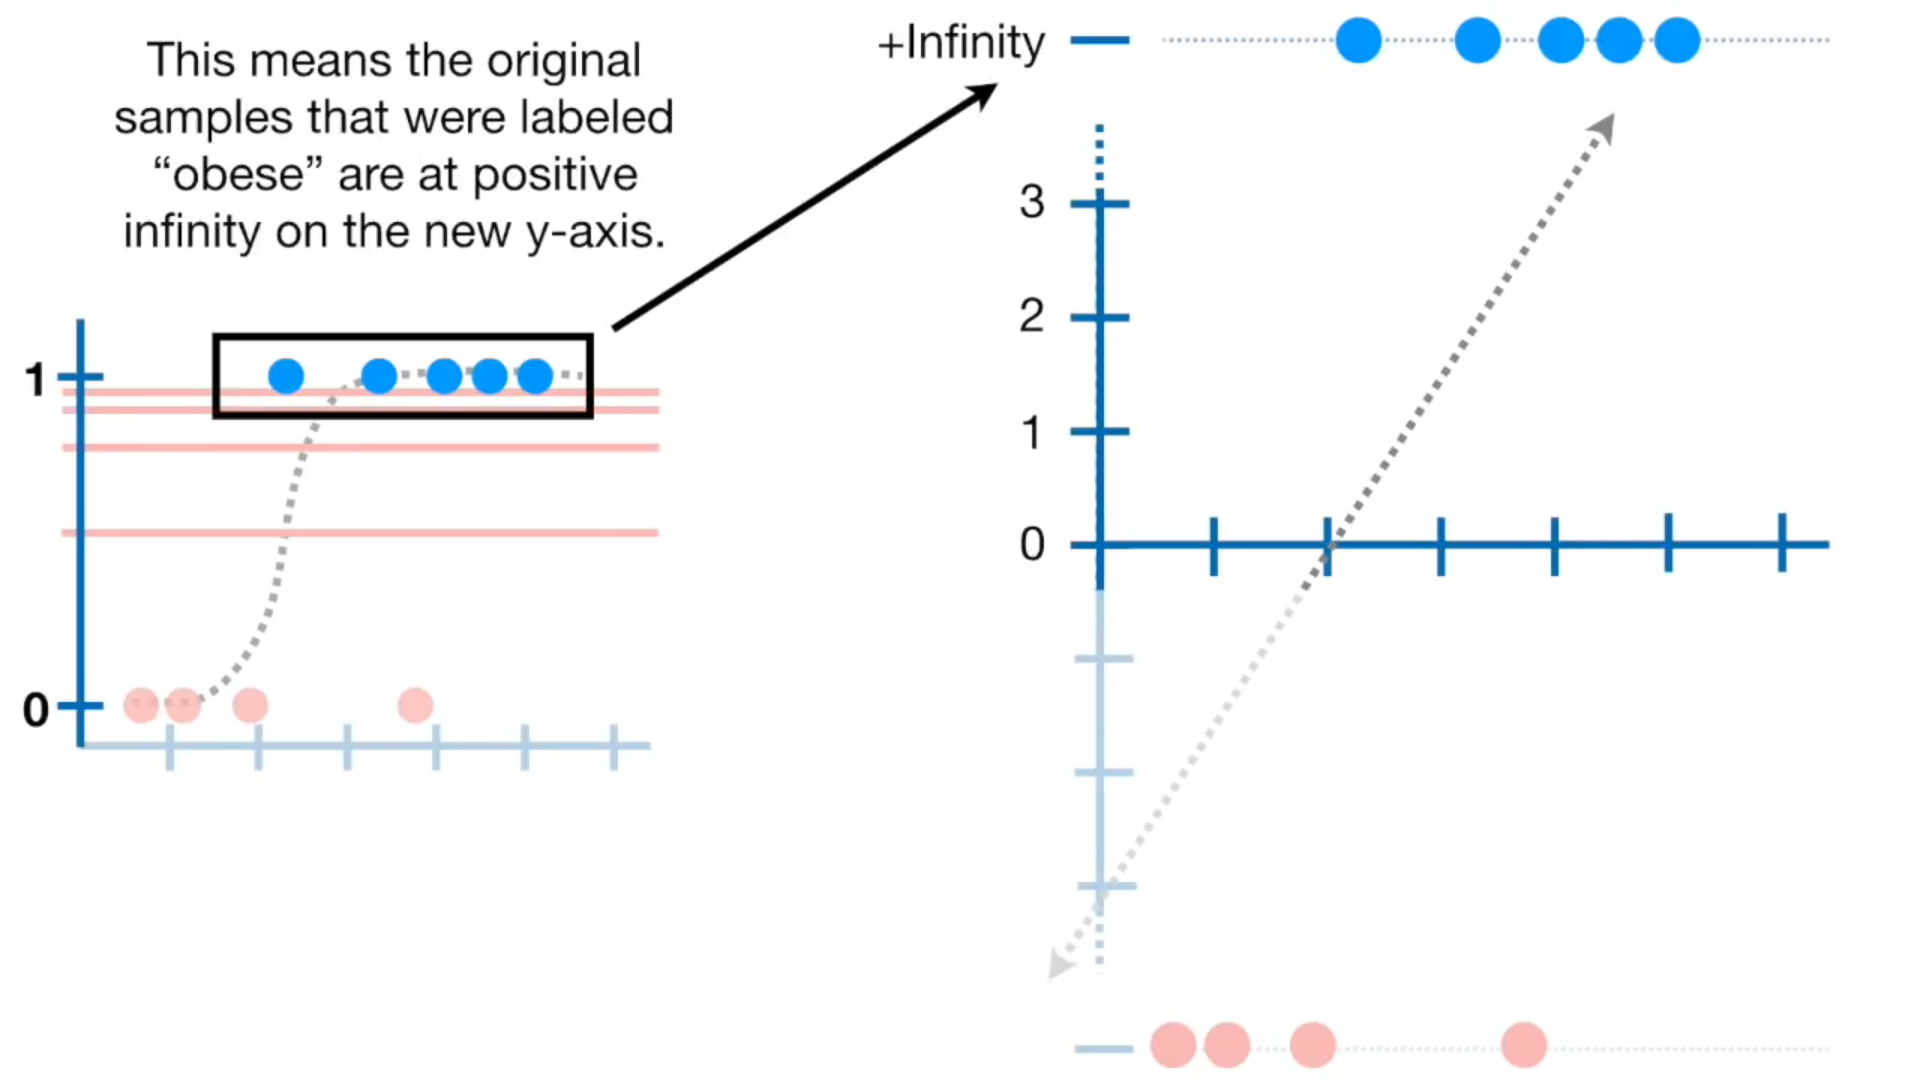 This means the original
samples that were labeled
“obese” are at positive
infinity on the new y-axis.
1
0
+Infinity
3
2
1
0